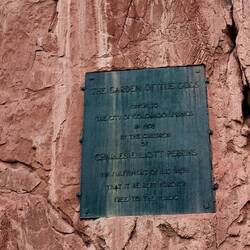 THE GARDEN OF THE GODS
GIVEN TO
THE CITY OF COLORADO SPRINGS
IN 1909
BY THE CHILDREN
OF
CHARLES ELLIOTT PERKINS
IN FULFILLMENT OF HIS WISH
THAT IT BE KEPT FOREVER
FREE TO THE PUBLIC